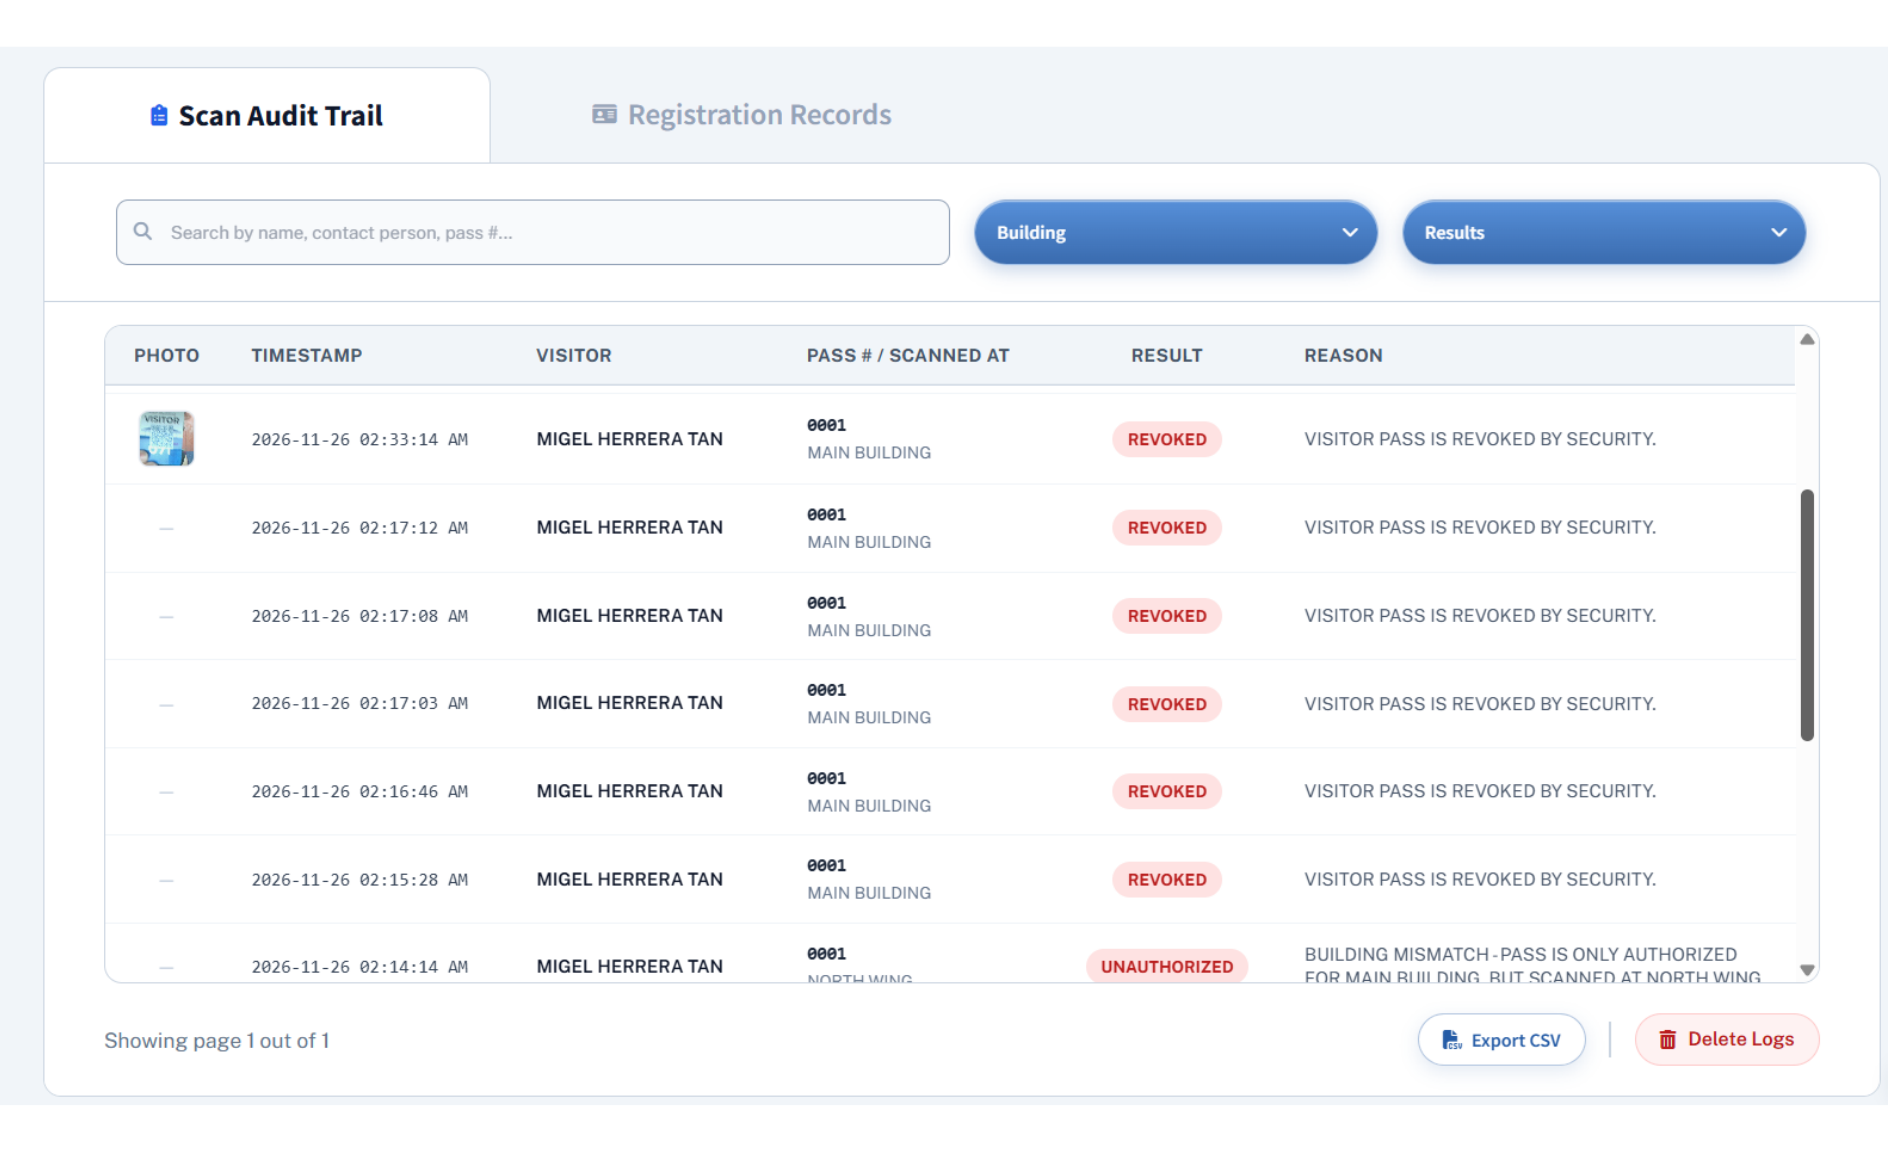 Scan Audit Trail
Registration Records
Search by name, contact person, pass #...
Building
Results
PHOTO TIMESTAMP VISITOR PASS # / SCANNED AT RESULT REASON
VISITOR
2026-11-26 02:33:14 AM MIGEL HERRERA TAN 0001 REVOKED VISITOR PASS IS REVOKED BY SECURITY.
MAIN BUILDING
— 2026-11-26 02:17:12 AM MIGEL HERRERA TAN 0001 REVOKED VISITOR PASS IS REVOKED BY SECURITY.
MAIN BUILDING
— 2026-11-26 02:17:08 AM MIGEL HERRERA TAN 0001 REVOKED VISITOR PASS IS REVOKED BY SECURITY.
MAIN BUILDING
— 2026-11-26 02:17:03 AM MIGEL HERRERA TAN 0001 REVOKED VISITOR PASS IS REVOKED BY SECURITY.
MAIN BUILDING
— 2026-11-26 02:16:46 AM MIGEL HERRERA TAN 0001 REVOKED VISITOR PASS IS REVOKED BY SECURITY.
MAIN BUILDING
— 2026-11-26 02:15:28 AM MIGEL HERRERA TAN 0001 REVOKED VISITOR PASS IS REVOKED BY SECURITY.
MAIN BUILDING
— 2026-11-26 02:14:14 AM MIGEL HERRERA TAN 0001 UNAUTHORIZED BUILDING MISMATCH - PASS IS ONLY AUTHORIZED
NORTH WING FOR MAIN BUILDING, BUT SCANNED AT NORTH WING
Showing page 1 out of 1
CSV Export CSV
Delete Logs